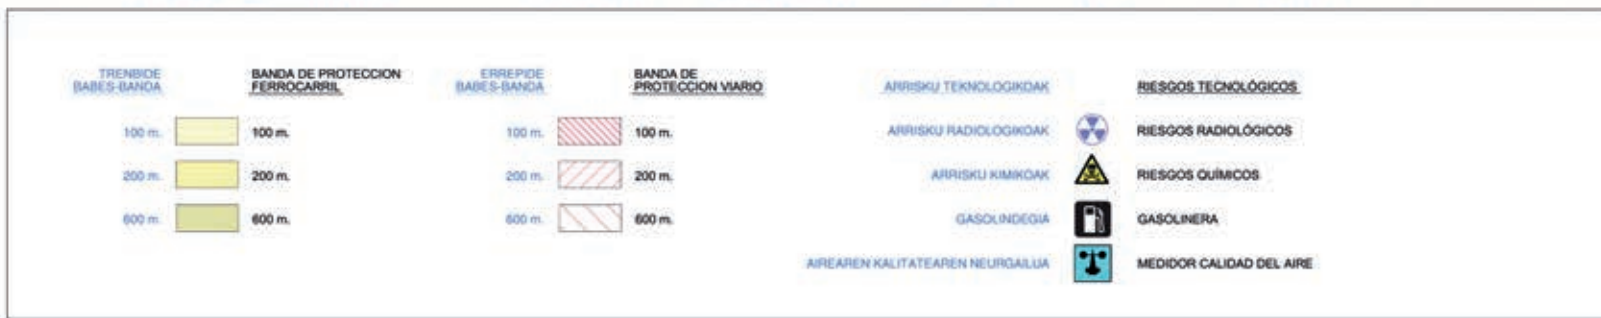 TRENBIDE
BABES-BANDA
BANDA DE PROTECCION
FERROCARRIL
100 m. 100 m.
200 m. 200 m.
600 m. 600 m.
ERREPIDE
BABES-BANDA
BANDA DE
PROTECCION VIARIO
100 m. 100 m.
200 m. 200 m.
600 m. 600 m.
ARRISKU TEKNOLOGIKOAK RIESGOS TECNOLÓGICOS
ARRISKU RADIOLOGIKOAK RIESGOS RADIOLÓGICOS
ARRISKU KIMIKOAK RIESGOS QUÍMICOS
GASOLINDEGIA GASOLINERA
AIREAREN KALITATEAREN NEURGAILUA MEDIDOR CALIDAD DEL AIRE